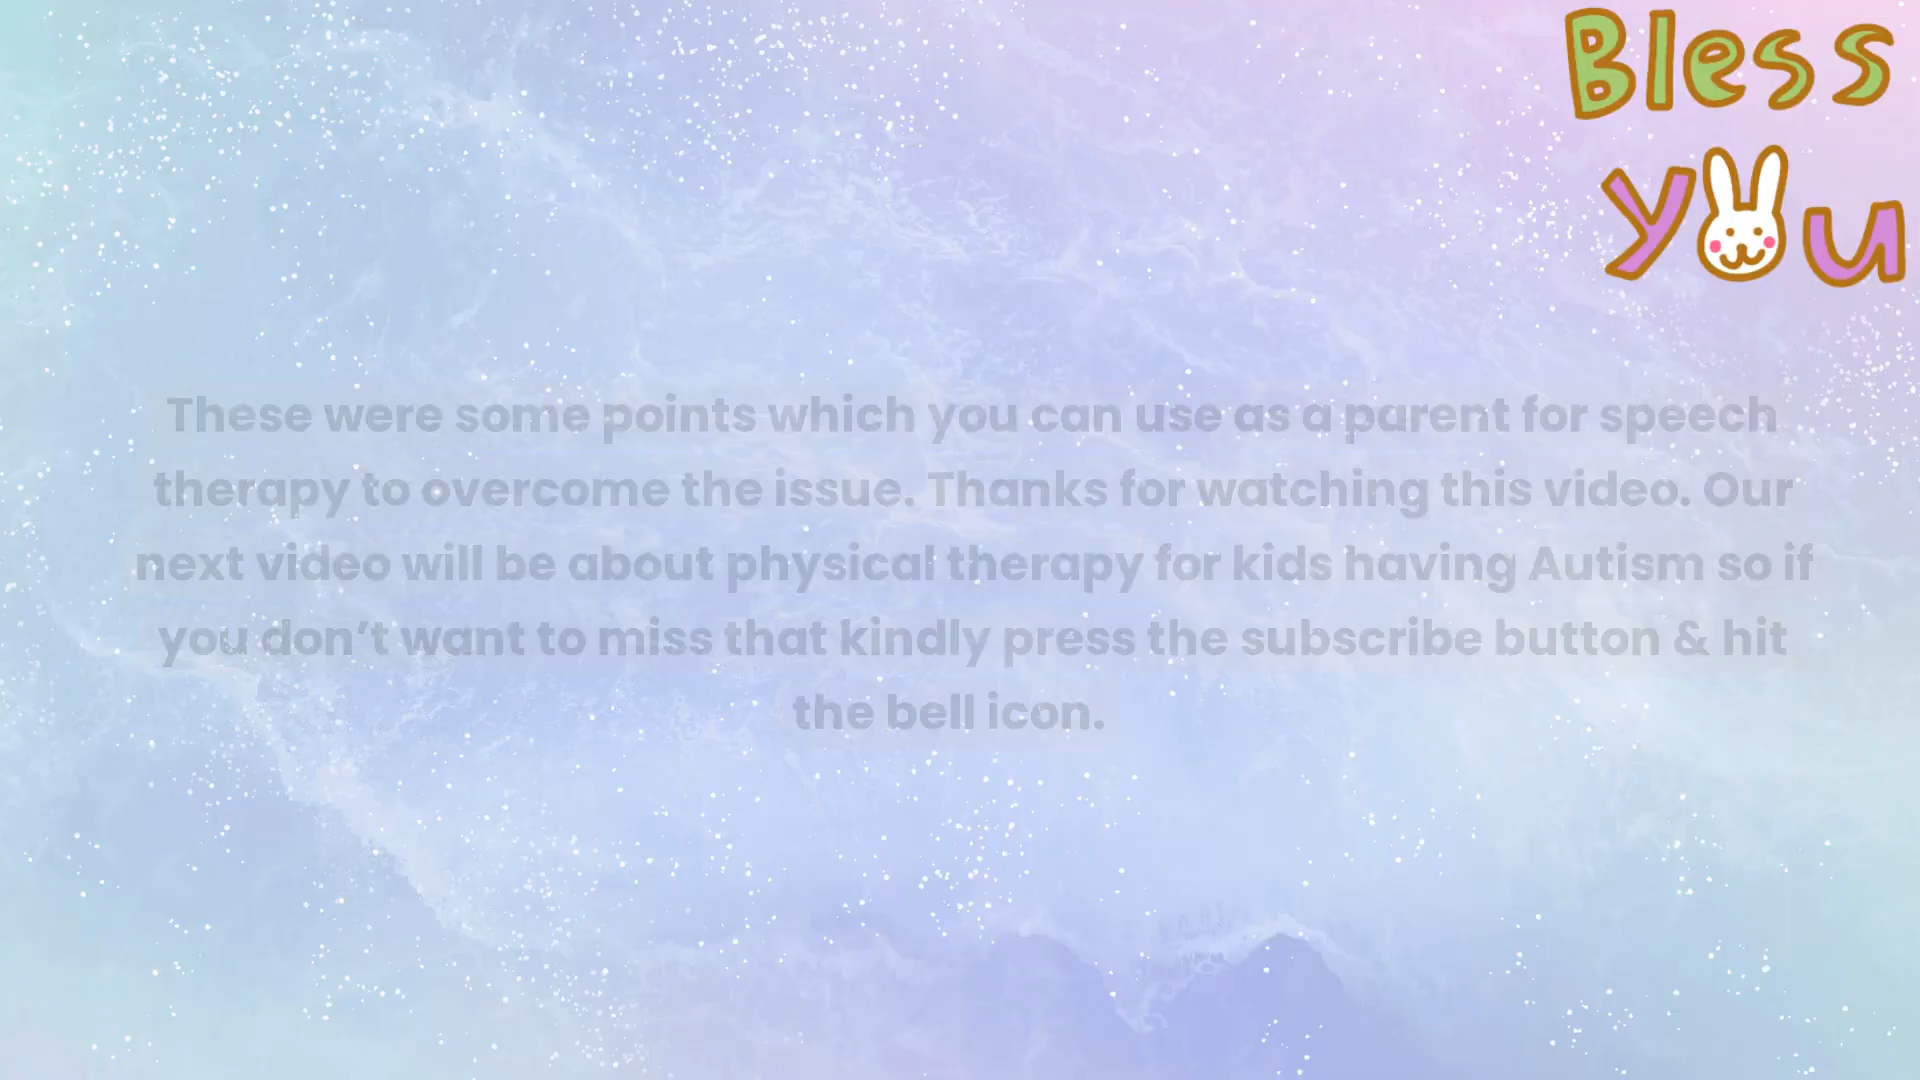 Bless
you
These were some points which you can use as a parent for speech
therapy to overcome the issue. Thanks for watching this video. Our
next video will be about physical therapy for kids having Autism so if
you don’t want to miss that kindly press the subscribe button & hit
the bell icon.